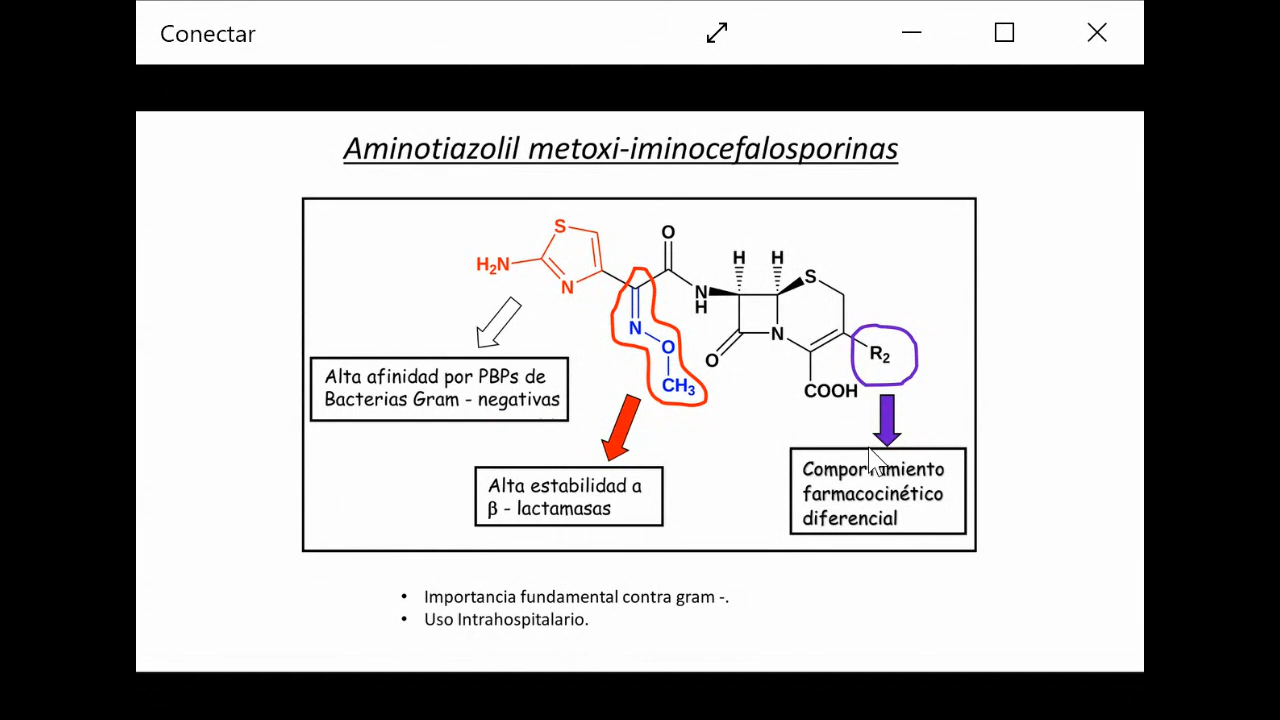 Conectar
Aminotiazolil metoxi-iminocefalosporinas
S
H₂N
N
O
N
H
H
H
S
O
N
R₂
COOH
N
O
CH₃
Alta afinidad por PBPs de
Bacterias Gram - negativas
Alta estabilidad a
β - lactamasas
Comportamiento
farmacocinético
diferencial
• Importancia fundamental contra gram -.
• Uso Intrahospitalario.